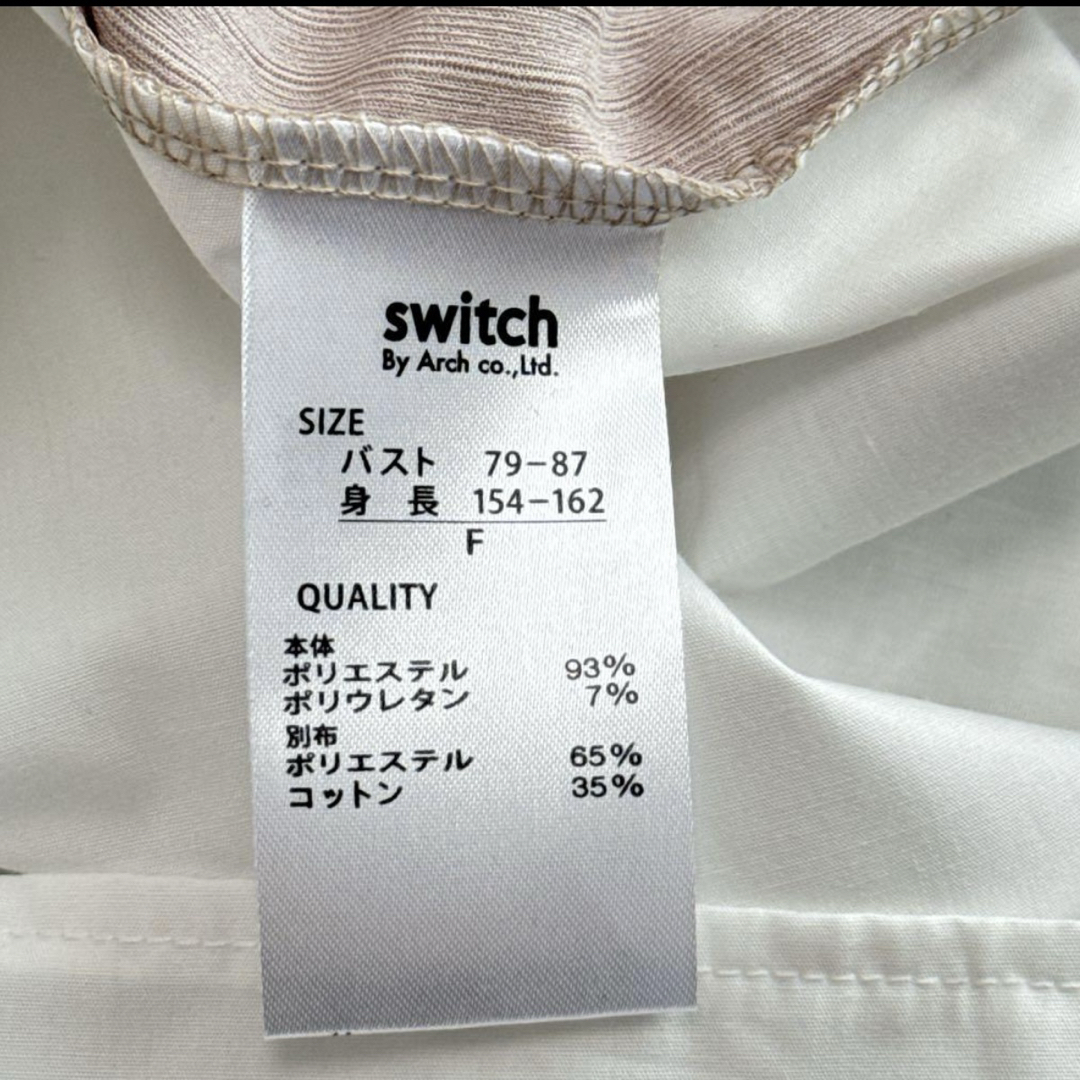 switch
By Arch co.,Ltd.
SIZE
バスト 79-87
身 長 154-162
F
QUALITY
本体
ポリエステル 93%
ポリウレタン 7%
別布
ポリエステル 65%
コットン 35%